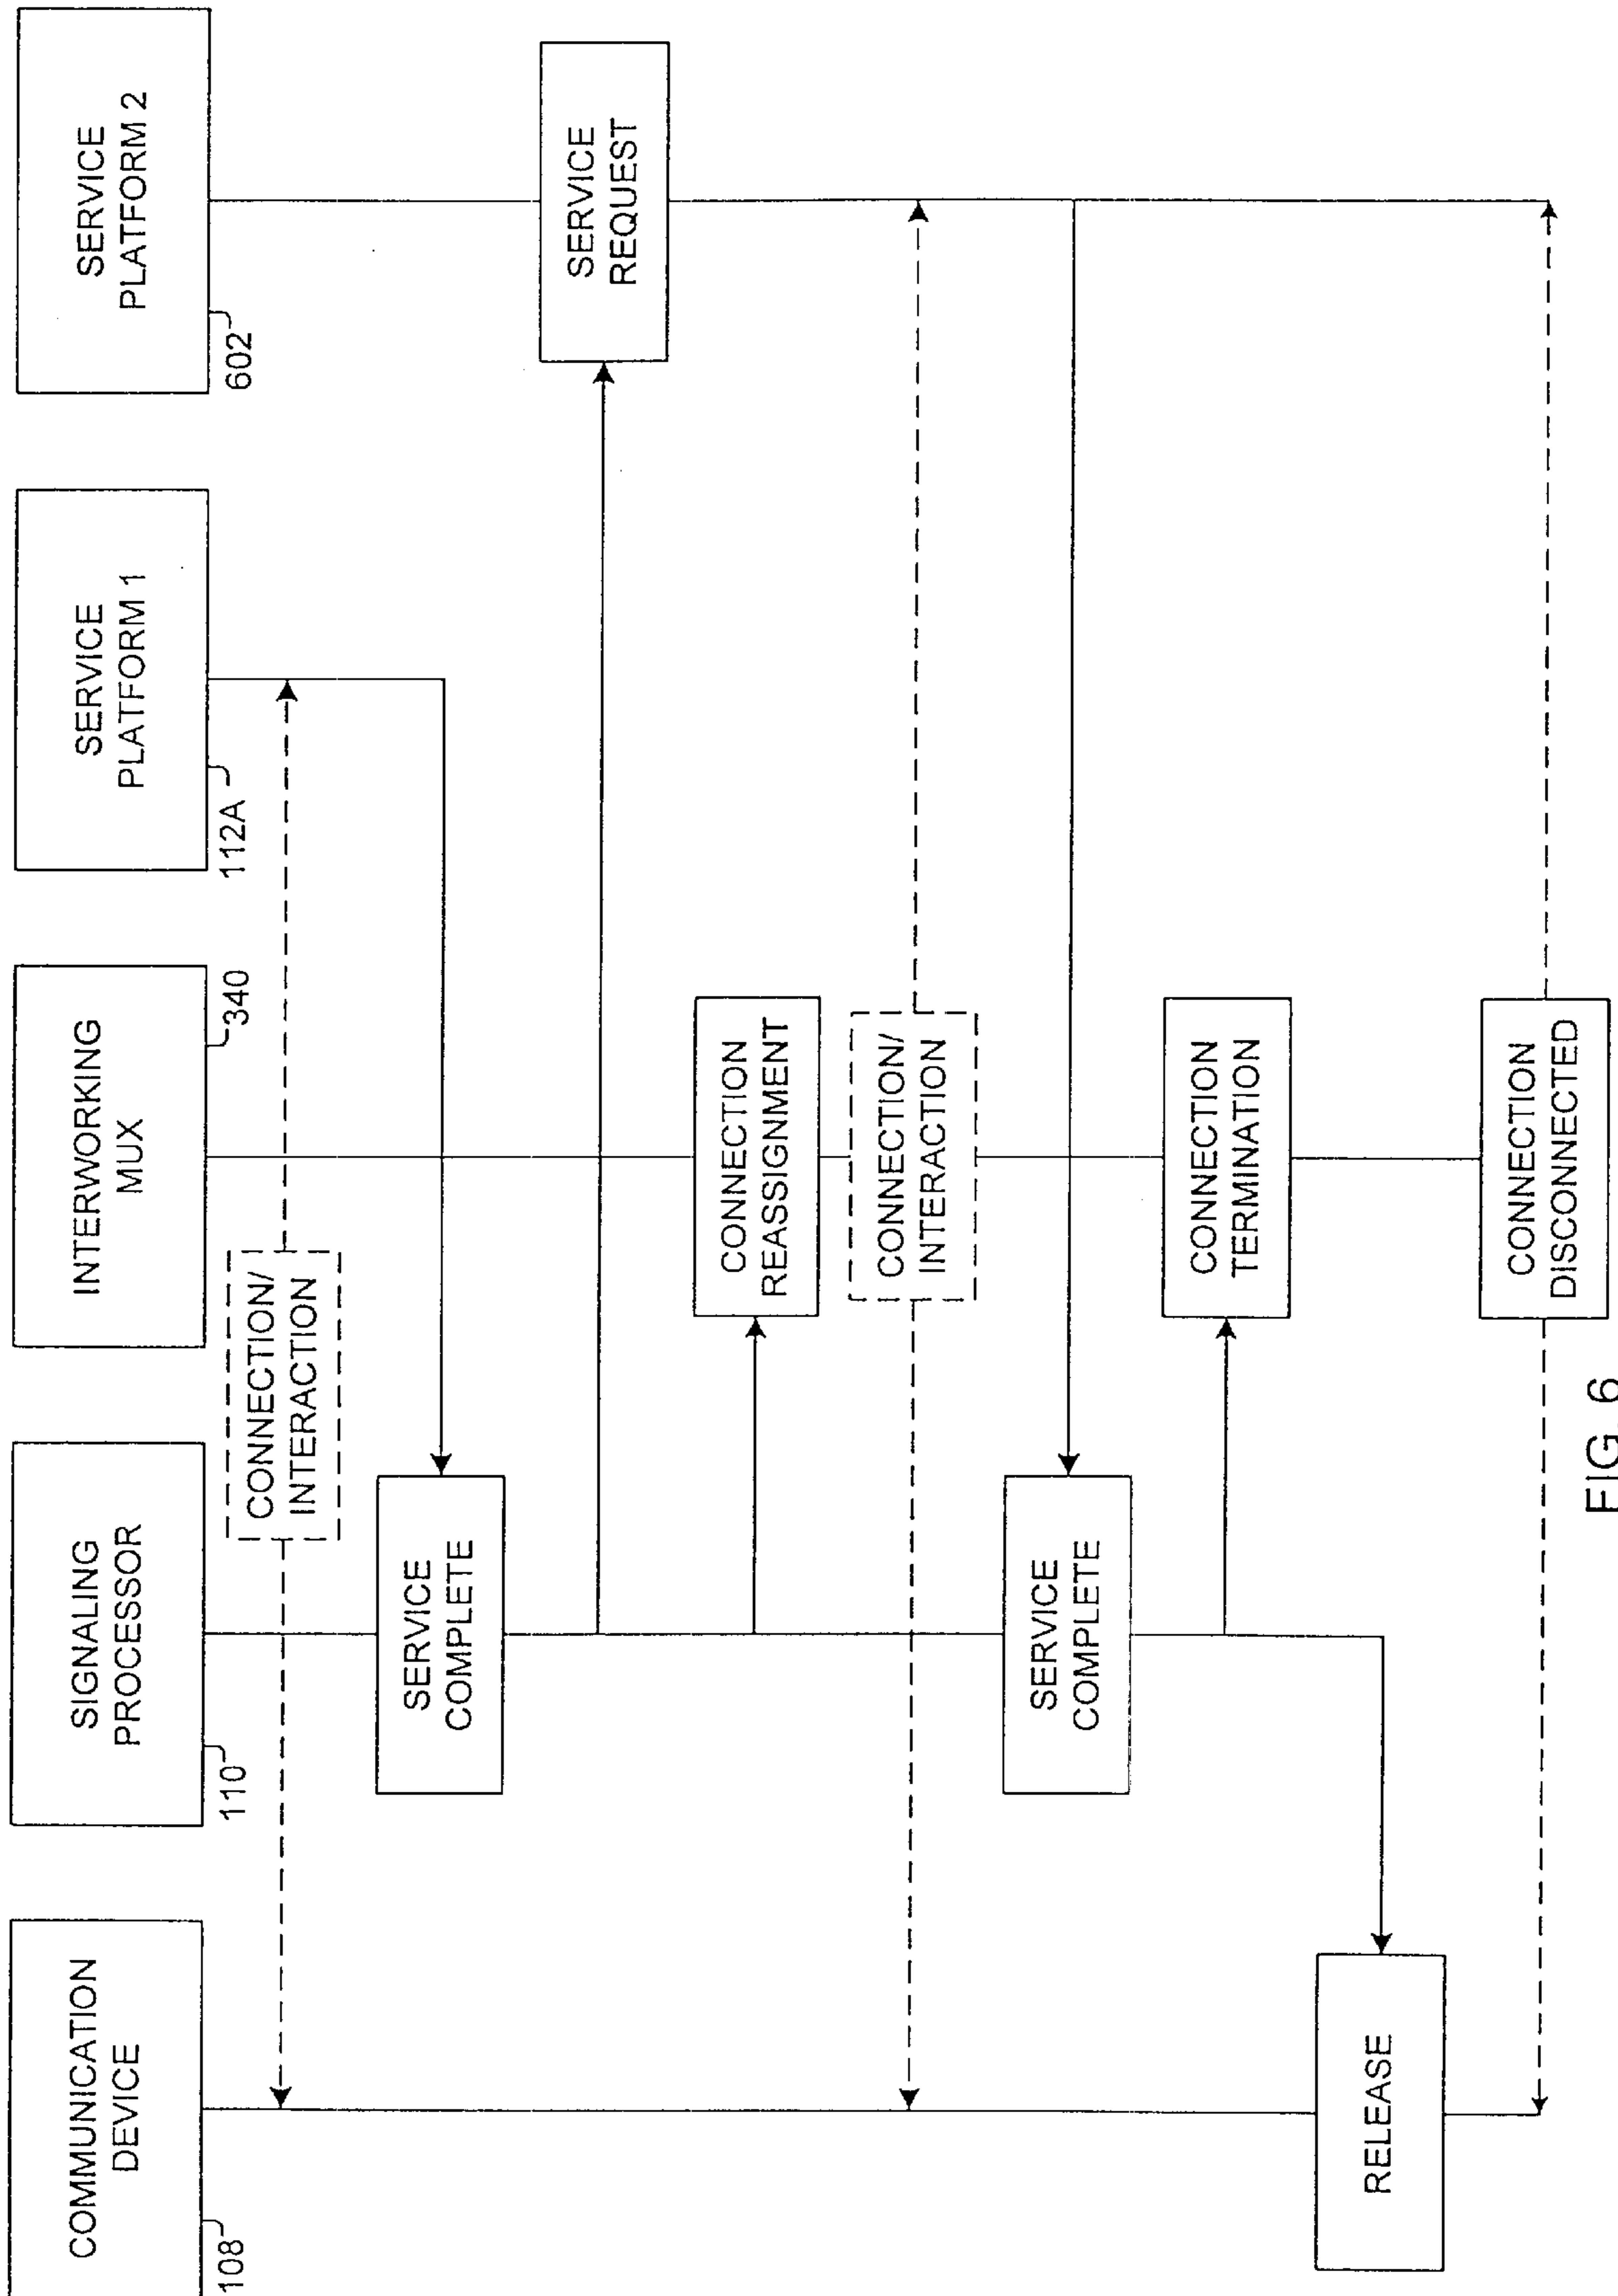 COMMUNICATION
DEVICE
108
SIGNALING
PROCESSOR
110
INTERWORKING
MUX
340
SERVICE
PLATFORM 1
112A
SERVICE
PLATFORM 2
602
CONNECTION/
INTERACTION
SERVICE
COMPLETE
SERVICE
REQUEST
CONNECTION
REASSIGNMENT
CONNECTION/
INTERACTION
SERVICE
COMPLETE
CONNECTION
TERMINATION
RELEASE
CONNECTION
DISCONNECTED
FIG. 6